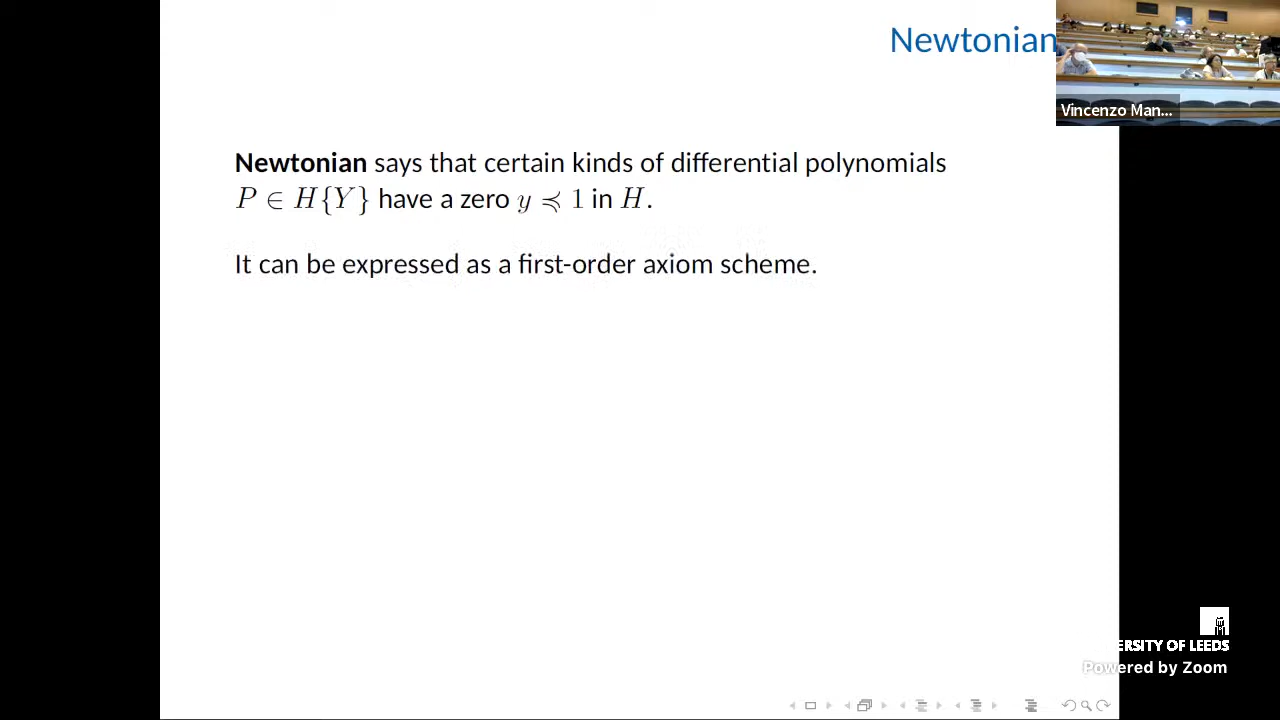 Newtonian
Vincenzo Man...
Newtonian says that certain kinds of differential polynomials
P ∈ H{Y} have a zero y ≼ 1 in H.
It can be expressed as a first-order axiom scheme.
ERSITY OF LEEDS
Powered by Zoom